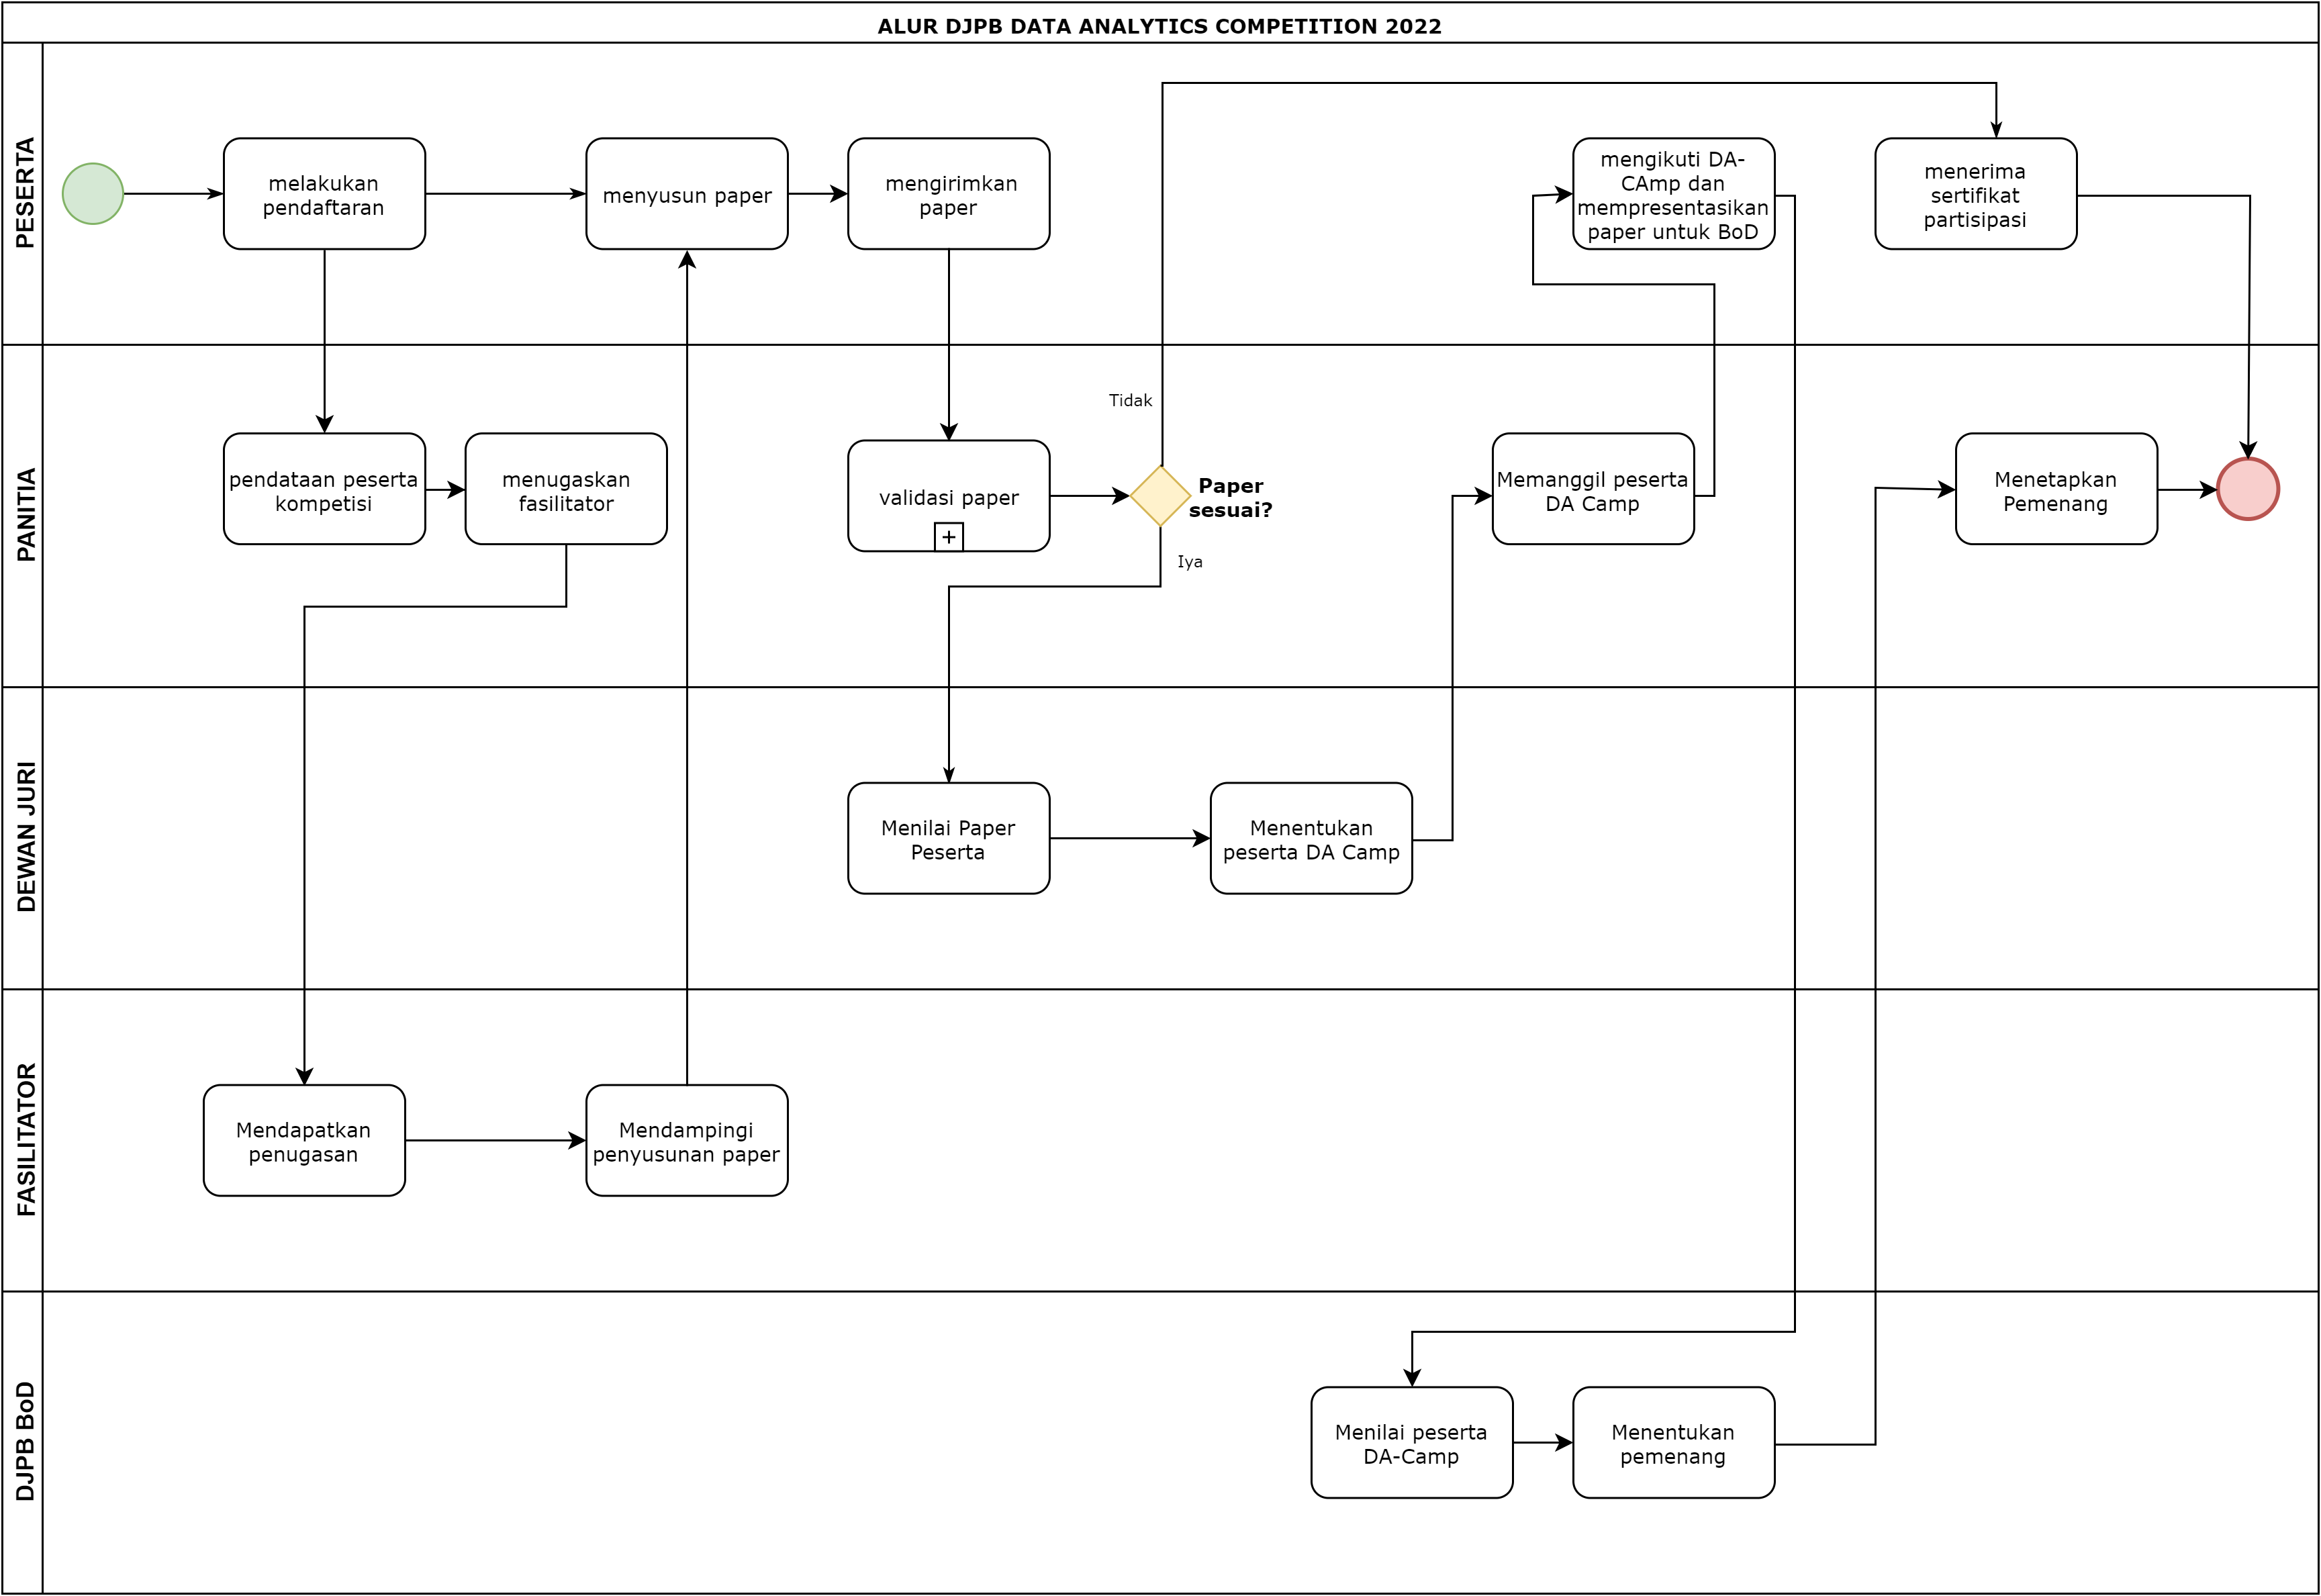 ALUR DJPB DATA ANALYTICS COMPETITION 2022
PESERTA
melakukan
pendaftaran
menyusun paper
mengirimkan
paper
mengikuti DA-
CAmp dan
mempresentasikan
paper untuk BoD
menerima
sertifikat
partisipasi
PANITIA
pendataan peserta
kompetisi
menugaskan
fasilitator
validasi paper
+
Tidak
Paper
sesuai?
Iya
Memanggil peserta
DA Camp
Menetapkan
Pemenang
DEWAN JURI
Menilai Paper
Peserta
Menentukan
peserta DA Camp
FASILITATOR
Mendapatkan
penugasan
Mendampingi
penyusunan paper
DJPB BoD
Menilai peserta
DA-Camp
Menentukan
pemenang